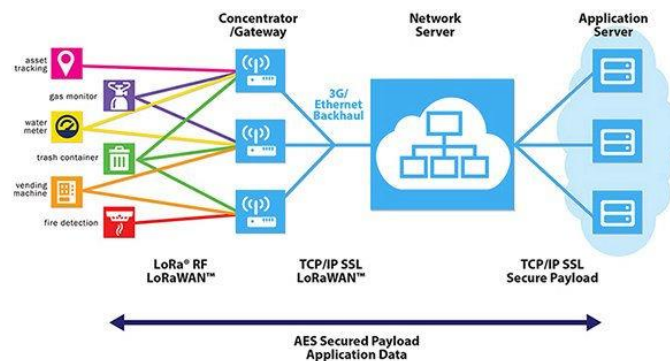 Concentrator
/Gateway
Network
Server
Application
Server
asset
tracking
gas monitor
water
meter
trash container
vending
machine
fire detection
3G/
Ethernet
Backhaul
LoRa® RF
LoRaWAN™
TCP/IP SSL
LoRaWAN™
TCP/IP SSL
Secure Payload
AES Secured Payload
Application Data